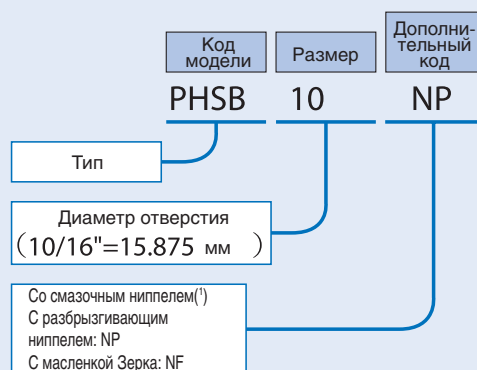 Код модели
Размер
Дополни-
тельный
код
PHSB 10 NP
Тип
Диаметр отверстия
(10/16"=15.875 мм )
Со смазочным ниппелем(¹)
С разбрызгивающим
ниппелем: NP
С масленкой Зерка: NF